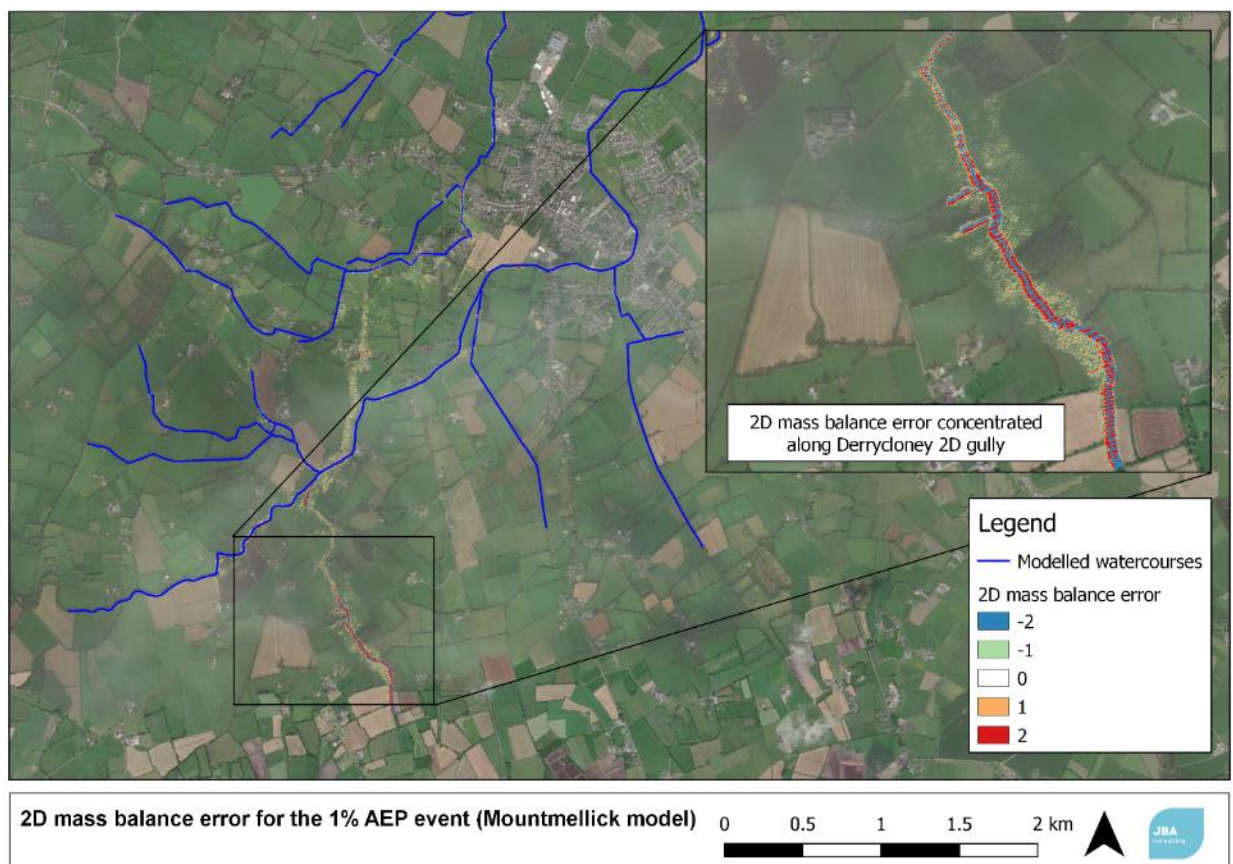 2D mass balance error concentrated
along Derrycloney 2D gully
Legend
Modelled watercourses
2D mass balance error
-2
-1
0
1
2
2D mass balance error for the 1% AEP event (Mountmellick model)
0 0.5 1 1.5 2 km
JBA
consulting